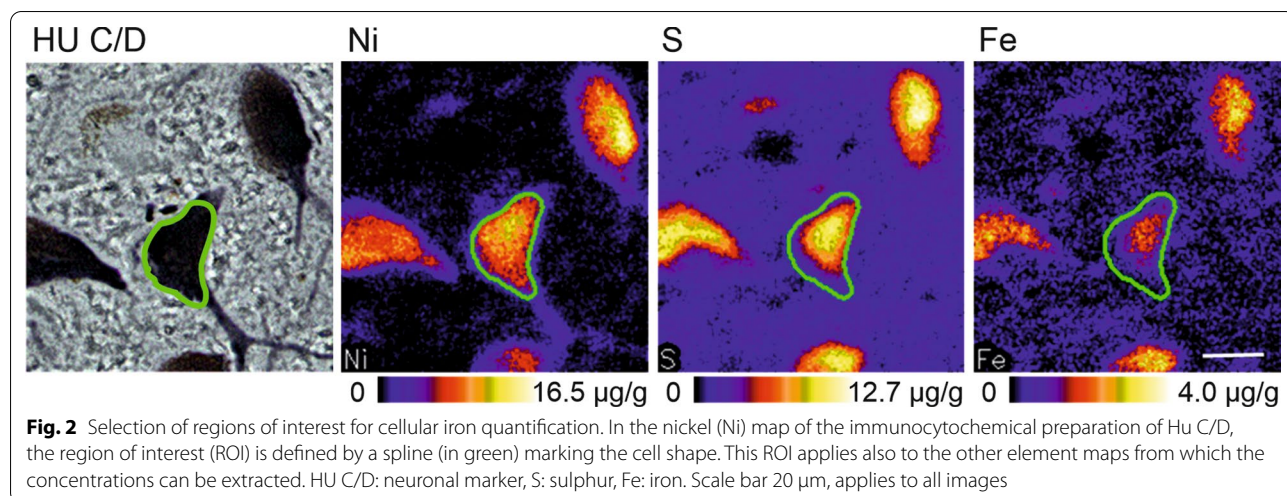 HU C/D Ni S Fe
Ni S Fe
0 16.5 µg/g 0 12.7 µg/g 0 4.0 µg/g
Fig. 2 Selection of regions of interest for cellular iron quantification. In the nickel (Ni) map of the immunocytochemical preparation of Hu C/D,
the region of interest (ROI) is defined by a spline (in green) marking the cell shape. This ROI applies also to the other element maps from which the
concentrations can be extracted. HU C/D: neuronal marker, S: sulphur, Fe: iron. Scale bar 20 µm, applies to all images